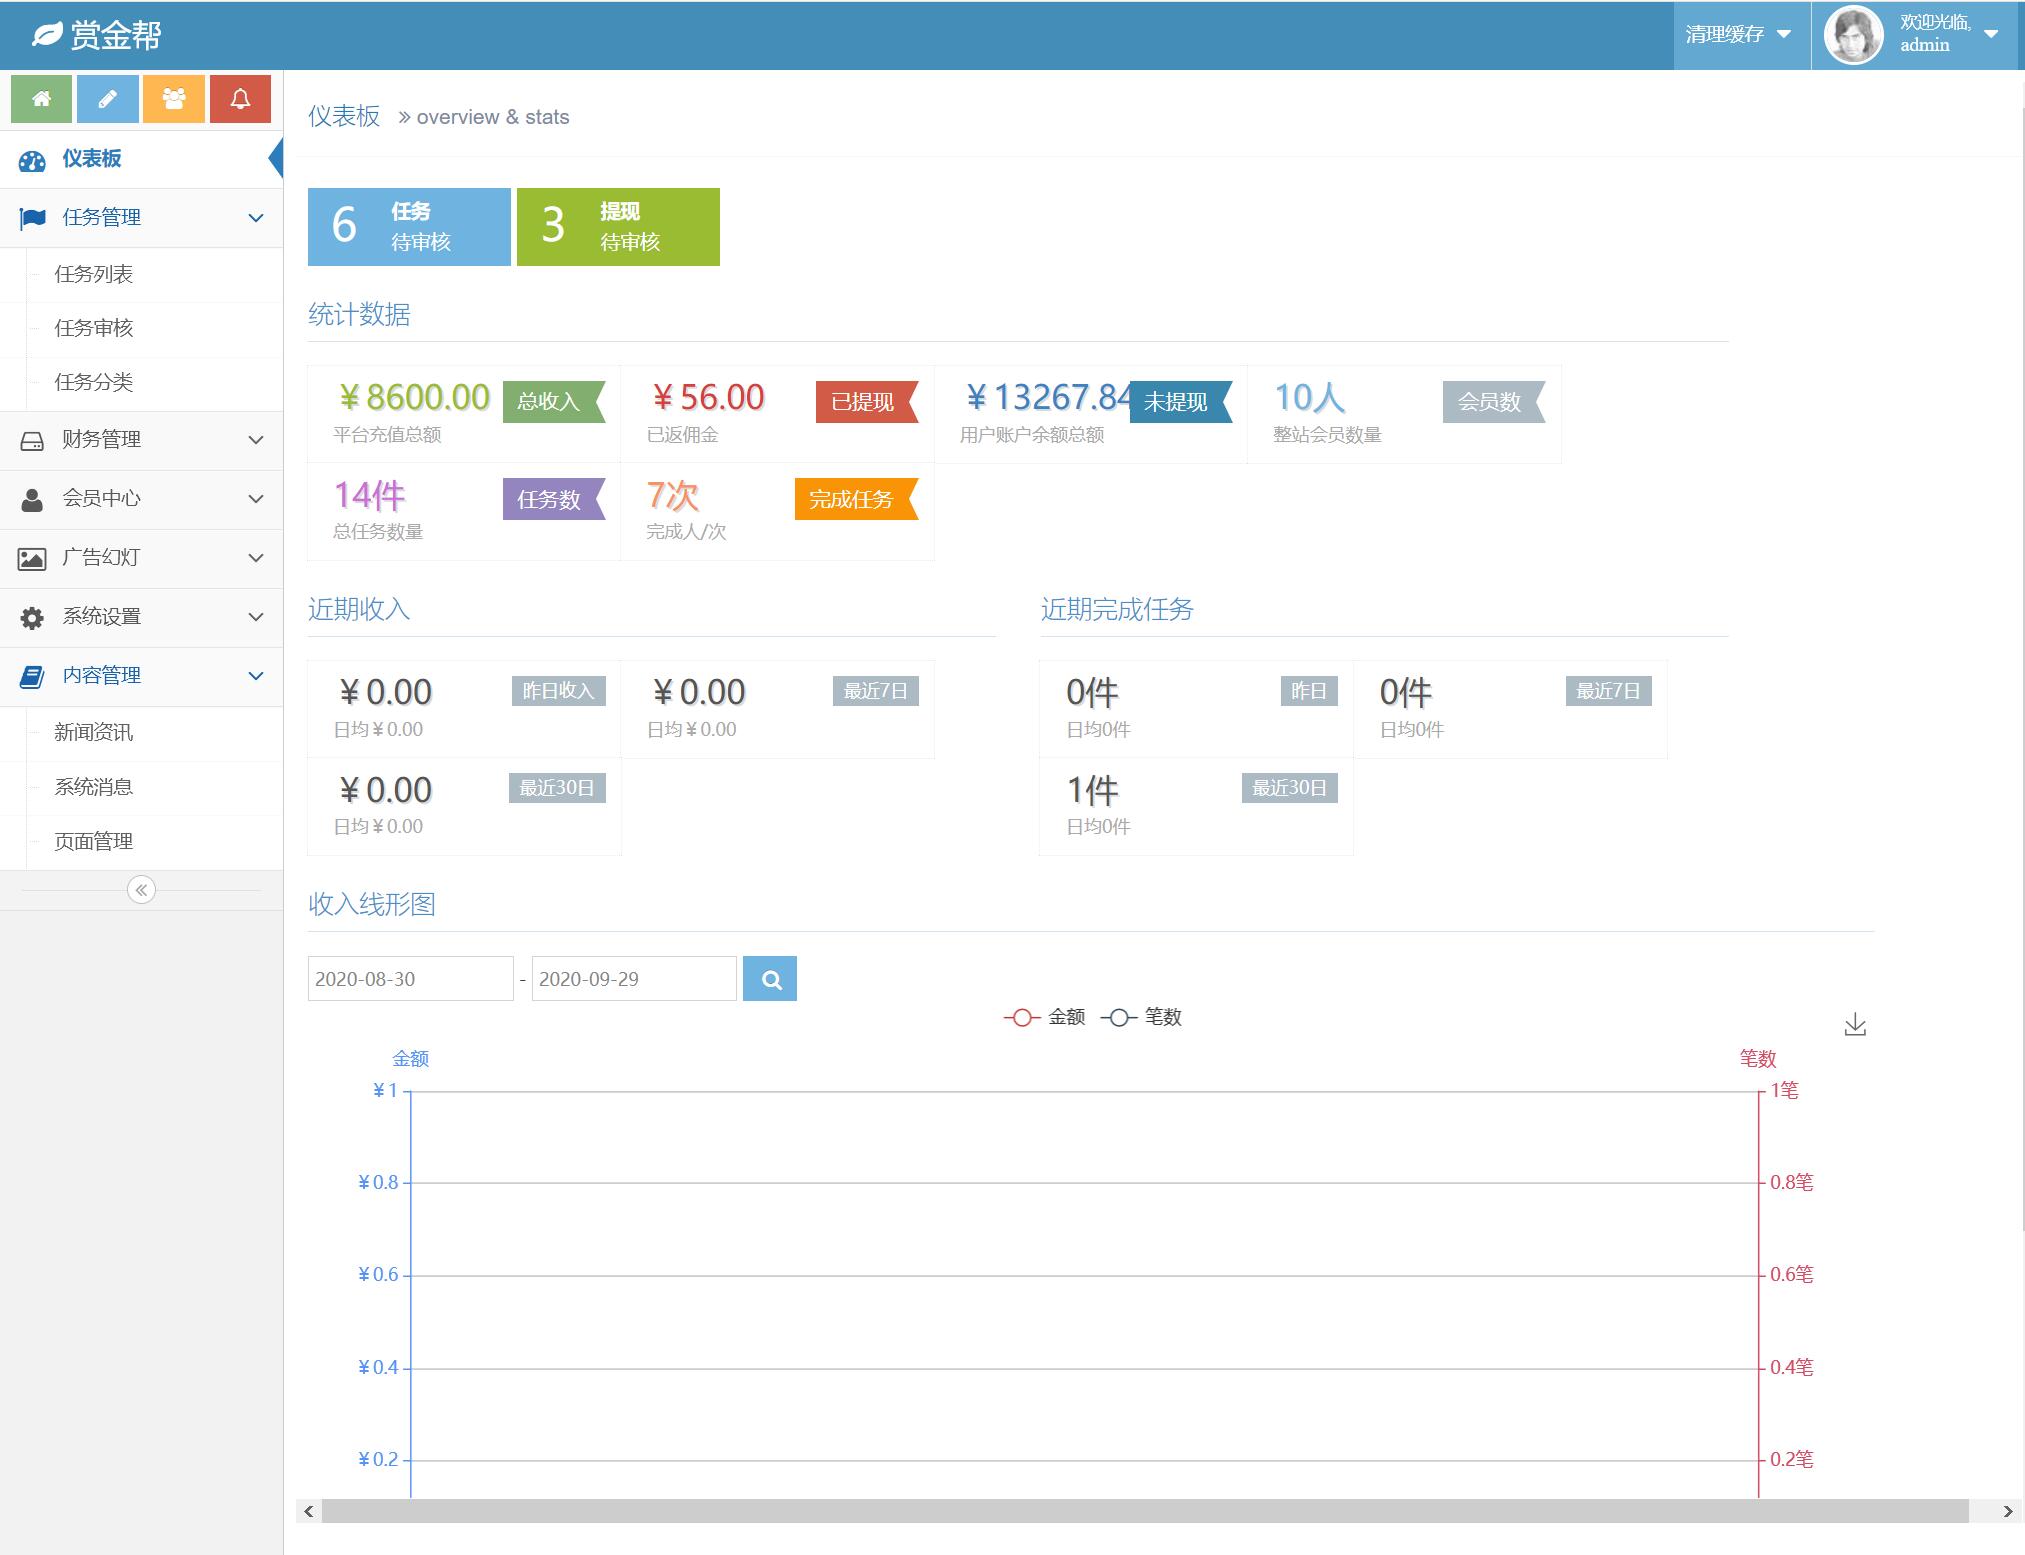 赏金帮
清理缓存
欢迎光临,
admin
仪表板
任务管理
任务列表
任务审核
任务分类
财务管理
会员中心
广告幻灯
系统设置
内容管理
新闻资讯
系统消息
页面管理
仪表板 » overview & stats
6 任务
待审核
3 提现
待审核
统计数据
¥8600.00 总收入
平台充值总额
¥56.00 已提现
已返佣金
¥13267.84 未提现
用户账户余额总额
10人 会员数
整站会员数量
14件 任务数
总任务数量
7次 完成任务
完成人/次
近期收入
¥0.00 昨日收入
日均¥0.00
¥0.00 最近7日
日均¥0.00
¥0.00 最近30日
日均¥0.00
近期完成任务
0件 昨日
日均0件
0件 最近7日
日均0件
1件 最近30日
日均0件
收入线形图
2020-08-30 - 2020-09-29
金额 笔数
金额 笔数
¥1 1笔
¥0.8 0.8笔
¥0.6 0.6笔
¥0.4 0.4笔
¥0.2 0.2笔